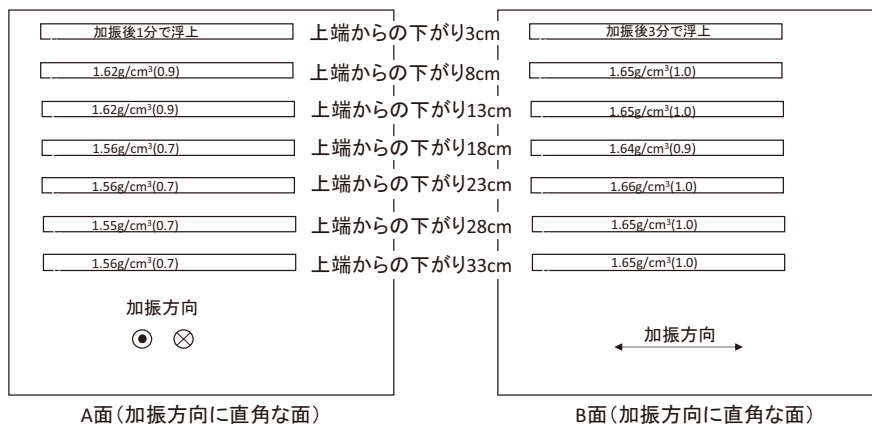 加振後1分で浮上 上端からの下がり3cm 加振後3分で浮上
1.62g/cm³(0.9) 上端からの下がり8cm 1.65g/cm³(1.0)
1.62g/cm³(0.9) 上端からの下がり13cm 1.65g/cm³(1.0)
1.56g/cm³(0.7) 上端からの下がり18cm 1.64g/cm³(0.9)
1.56g/cm³(0.7) 上端からの下がり23cm 1.66g/cm³(1.0)
1.55g/cm³(0.7) 上端からの下がり28cm 1.65g/cm³(1.0)
1.56g/cm³(0.7) 上端からの下がり33cm 1.65g/cm³(1.0)
加振方向
加振方向
A面(加振方向に直角な面) B面(加振方向に直角な面)